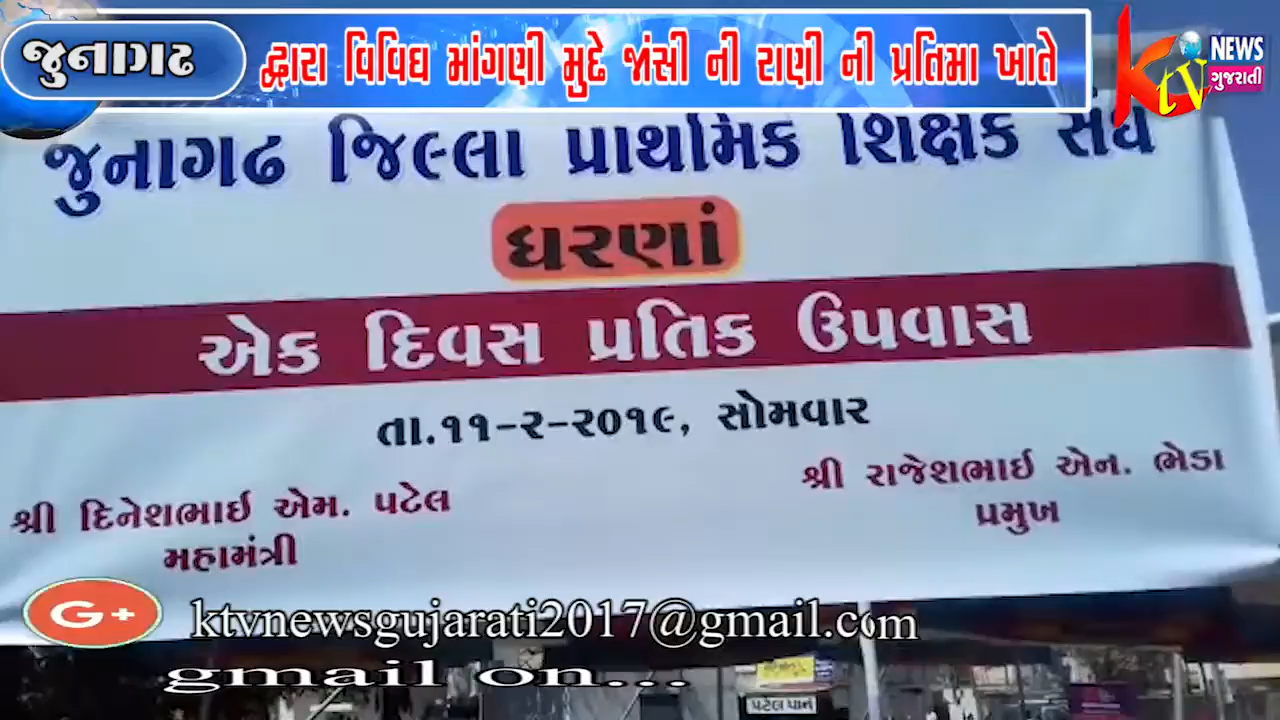 જુનાગઢ
દ્વારા વિવિઘ માંગણી મુદે જાંસી ની રાણી ની પ્રતિમા ખાતે
KTV NEWS
ગુજરાતી
જુનાગઢ જિલ્લા પ્રાથમિક શિક્ષક સંઘ
ધરણાં
એક દિવસ પ્રતિક ઉપવાસ
તા.૧૧-૨-૨૦૧૯, સોમવાર
શ્રી રાજેશભાઈ એન. ભેડા
પ્રમુખ
શ્રી દિનેશભાઈ એમ. પટેલ
મહામંત્રી
G+ ktvnewsgujarati2017@gmail.com
gmail on...
પટેલ પાન